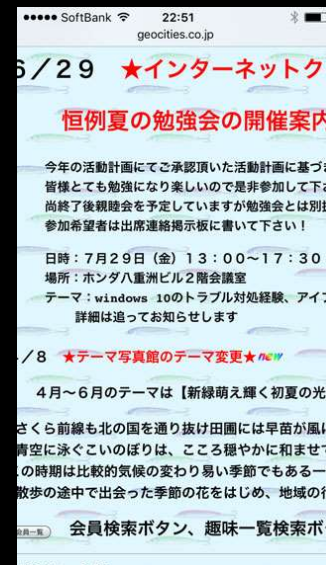 SoftBank 22:51
geocities.co.jp
6/29 ★インターネットク
恒例夏の勉強会の開催案内
今年の活動計画にてご承認頂いた活動計画に基づき
皆様とても勉強になり楽しいので是非参加して下さ
尚終了後親睦会を予定していますが勉強会とは別
参加希望者は出席連絡掲示板に書いて下さい！
日時：７月２９日（金）１３：００〜１７：３０
場所：ホンダ八重洲ビル２階会議室
テーマ：windows 10のトラブル対処経験、アイフ
詳細は追ってお知らせします
/8 ★テーマ写真館のテーマ変更★new
４月〜６月のテーマは【新緑萌え輝く初夏の光
さくら前線も北の国を通り抜け田圃には早苗が風に
青空に泳ぐこいのぼりは、こころ穏やかに和ませて
の時期は比較的気候の変わり易い季節でもある一
散歩の途中で出会った季節の花をはじめ、地域の行
会員一覧 会員検索ボタン、趣味一覧検索ボ